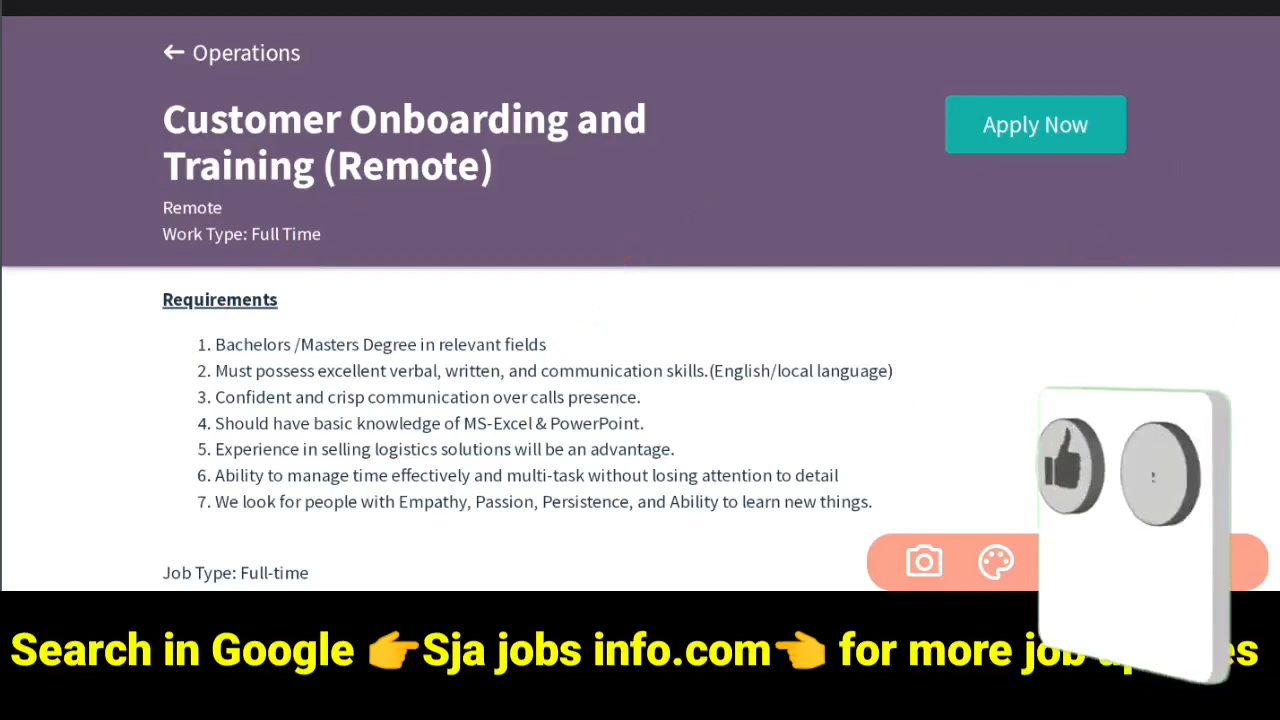 ← Operations
Customer Onboarding and
Training (Remote)
Apply Now
Remote
Work Type: Full Time
Requirements
1. Bachelors /Masters Degree in relevant fields
2. Must possess excellent verbal, written, and communication skills.(English/local language)
3. Confident and crisp communication over calls presence.
4. Should have basic knowledge of MS-Excel & PowerPoint.
5. Experience in selling logistics solutions will be an advantage.
6. Ability to manage time effectively and multi-task without losing attention to detail
7. We look for people with Empathy, Passion, Persistence, and Ability to learn new things.
Job Type: Full-time
Search in Google 👉Sja jobs info.com👈 for more job